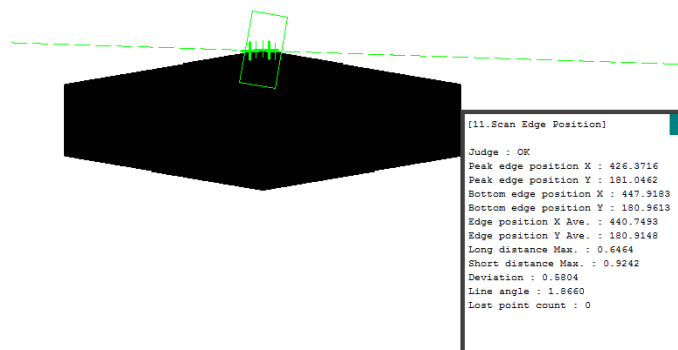 [11.Scan Edge Position]
Judge : OK
Peak edge position X : 426.3716
Peak edge position Y : 181.0462
Bottom edge position X : 447.9183
Bottom edge position Y : 180.9613
Edge position X Ave. : 440.7493
Edge position Y Ave. : 180.9148
Long distance Max. : 0.6464
Short distance Max. : 0.9242
Deviation : 0.5804
Line angle : 1.8660
Lost point count : 0